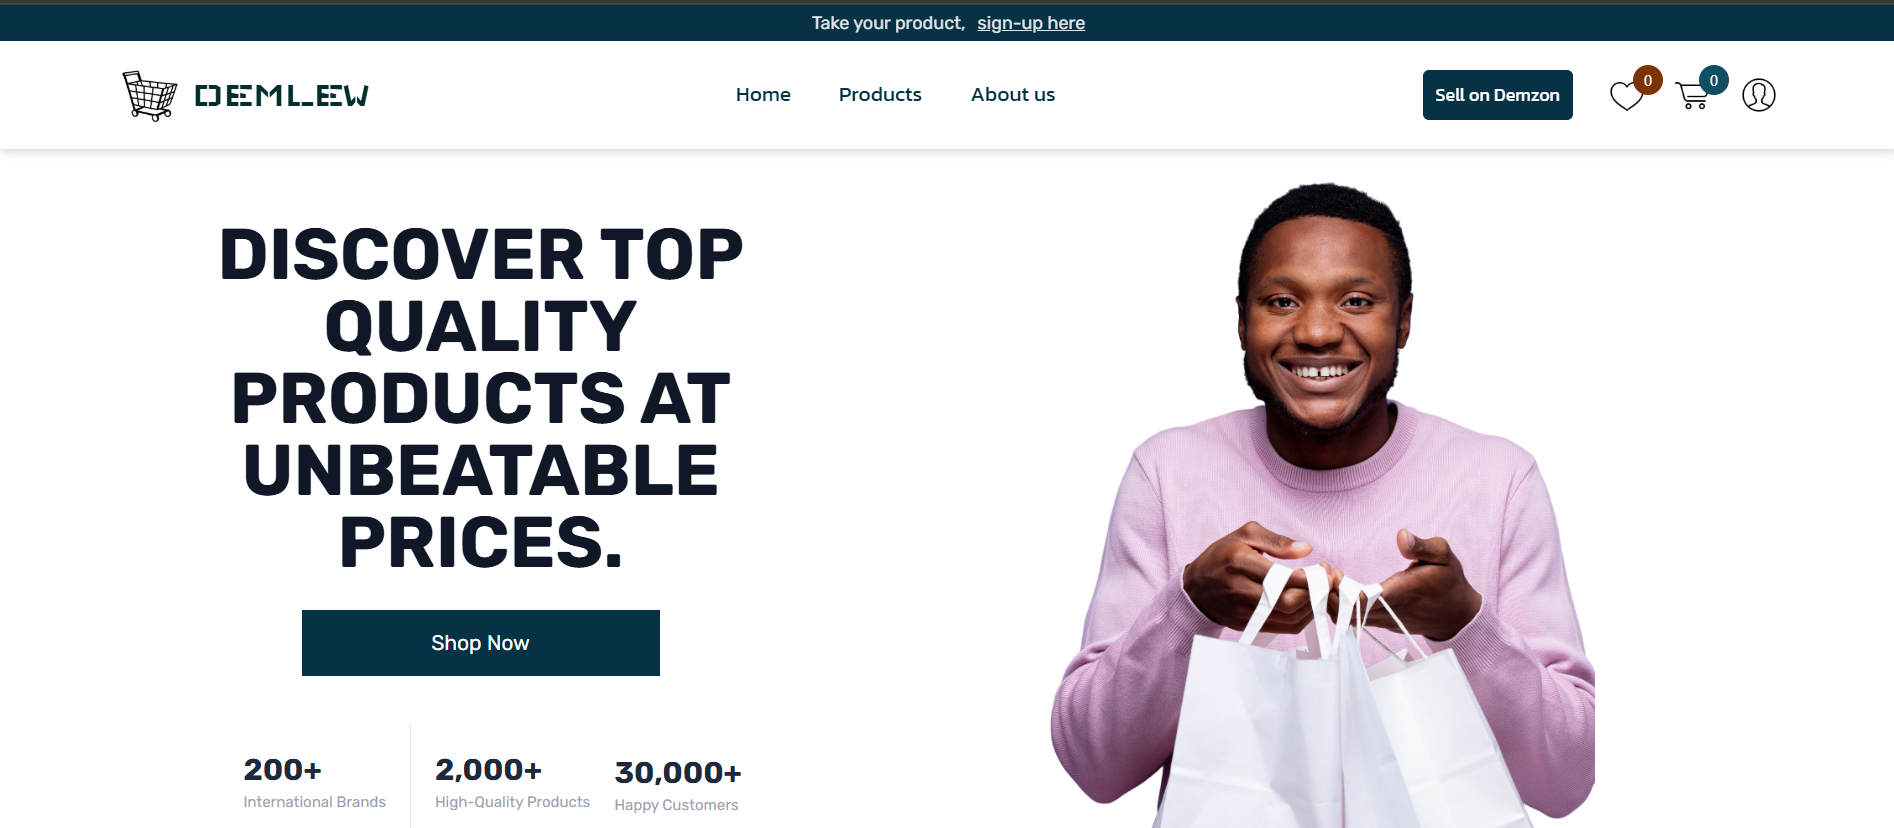 Take your product, sign-up here
DEMLEW
Home Products About us
Sell on Demzon
0
0
DISCOVER TOP
QUALITY
PRODUCTS AT
UNBEATABLE
PRICES.
Shop Now
200+
International Brands
2,000+
High-Quality Products
30,000+
Happy Customers